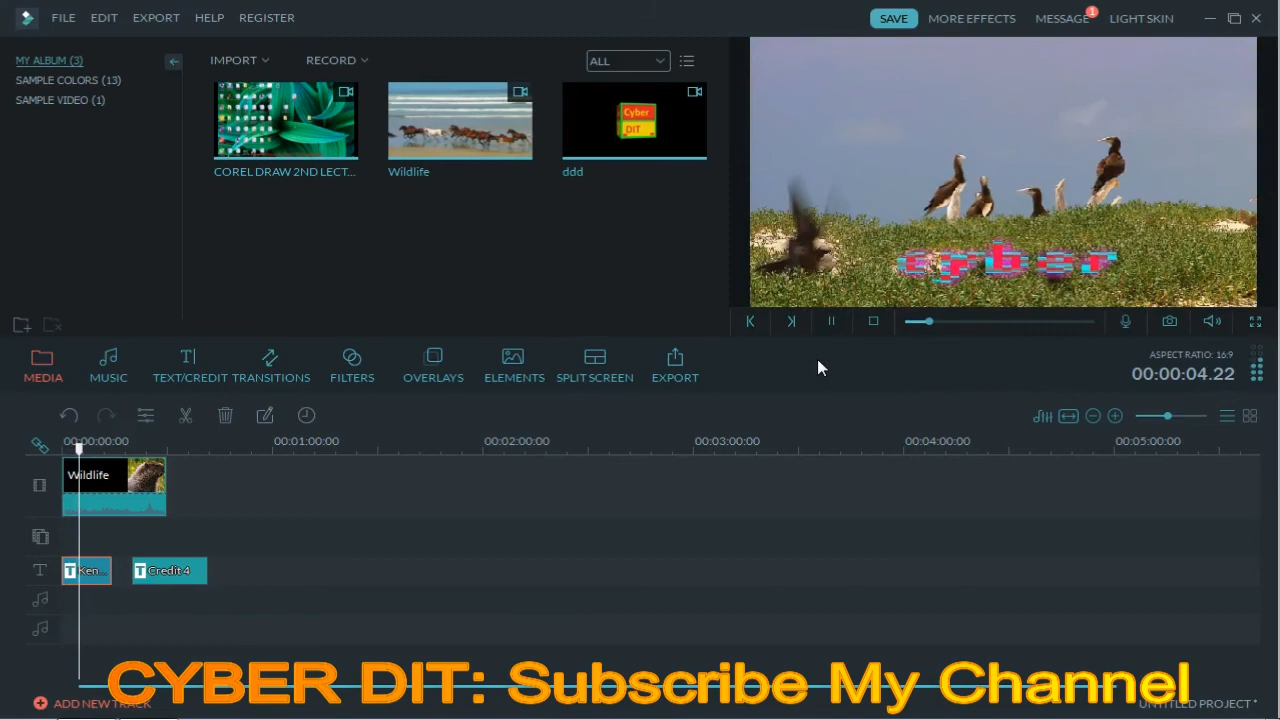 FILE EDIT EXPORT HELP REGISTER SAVE MORE EFFECTS MESSAGE 1 LIGHT SKIN
MY ALBUM (3)
SAMPLE COLORS (13)
SAMPLE VIDEO (1)
IMPORT RECORD ALL
Cyber
DIT
COREL DRAW 2ND LECT... Wildlife ddd
cyber
MEDIA MUSIC TEXT/CREDIT TRANSITIONS FILTERS OVERLAYS ELEMENTS SPLIT SCREEN EXPORT
ASPECT RATIO: 16:9
00:00:04.22
00:00:00:00 00:01:00:00 00:02:00:00 00:03:00:00 00:04:00:00 00:05:00:00
Wildlife
T Ken... T Credit 4
CYBER DIT: Subscribe My Channel
ADD NEW TRACK UNTITLED PROJECT *